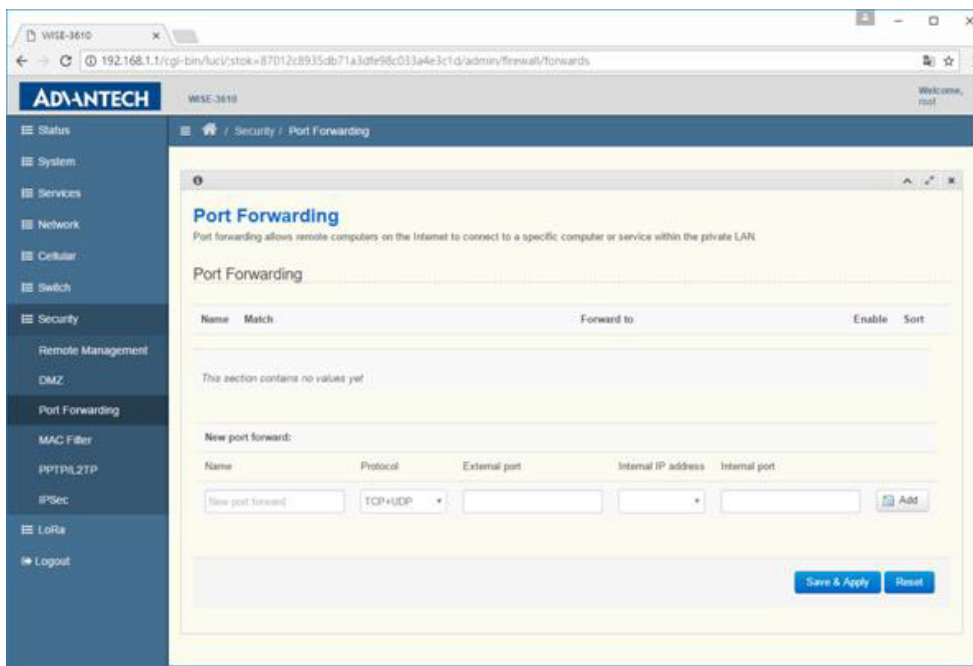 WISE-3610
192.168.1.1/cgi-bin/luci/;stok=87012c8935db71a3dfe98c033a4e3c1d/admin/firewall/forwards
ADVANTECH
WISE-3610
Welcome,
root
Status
/ Security / Port Forwarding
System
Services
Network
Cellular
Switch
Security
Remote Management
DMZ
Port Forwarding
MAC Filter
PPTP/L2TP
IPSec
LoRa
Logout
Port Forwarding
Port forwarding allows remote computers on the Internet to connect to a specific computer or service within the private LAN
Port Forwarding
Name Match Forward to Enable Sort
This section contains no values yet
New port forward:
Name Protocol External port Internal IP address Internal port
New port forward TCP+UDP Add
Save & Apply Reset